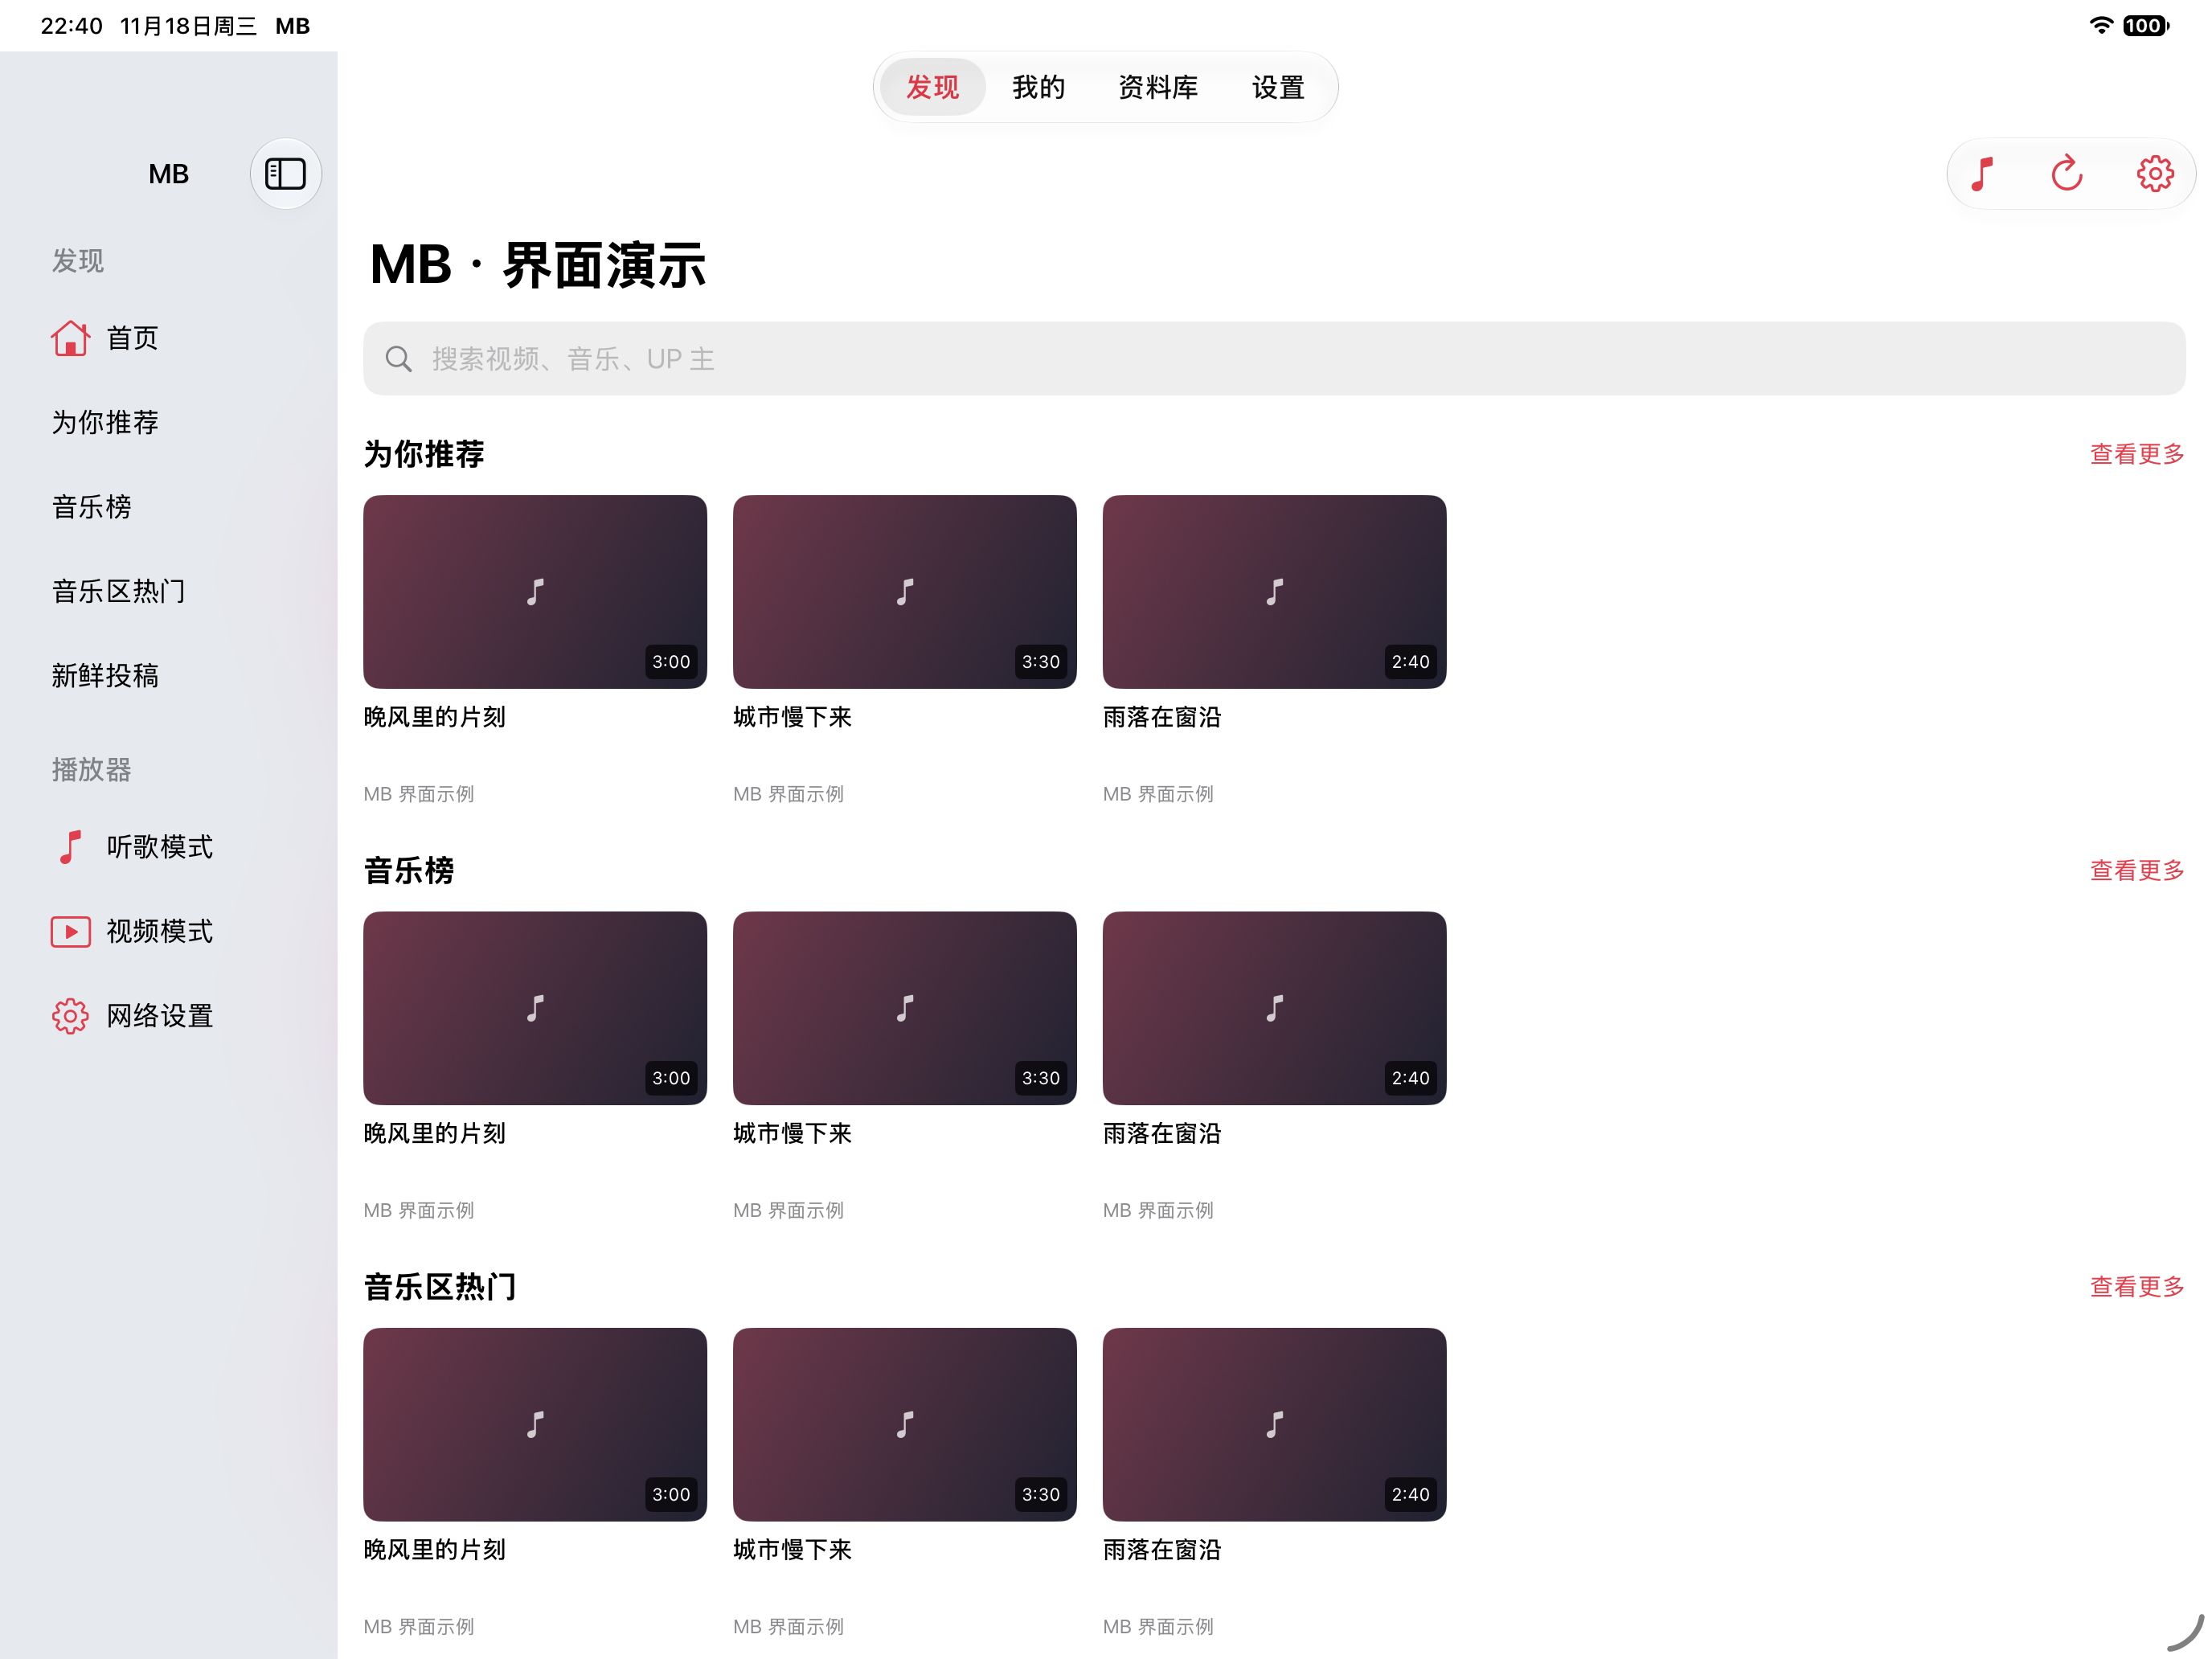 22:40 11月18日周三 MB
100
发现 我的 资料库 设置
MB
发现
首页
为你推荐
音乐榜
音乐区热门
新鲜投稿
播放器
听歌模式
视频模式
网络设置
MB · 界面演示
搜索视频、音乐、UP 主
为你推荐 查看更多
3:00 3:30 2:40
晚风里的片刻 城市慢下来 雨落在窗沿
MB 界面示例 MB 界面示例 MB 界面示例
音乐榜 查看更多
3:00 3:30 2:40
晚风里的片刻 城市慢下来 雨落在窗沿
MB 界面示例 MB 界面示例 MB 界面示例
音乐区热门 查看更多
3:00 3:30 2:40
晚风里的片刻 城市慢下来 雨落在窗沿
MB 界面示例 MB 界面示例 MB 界面示例